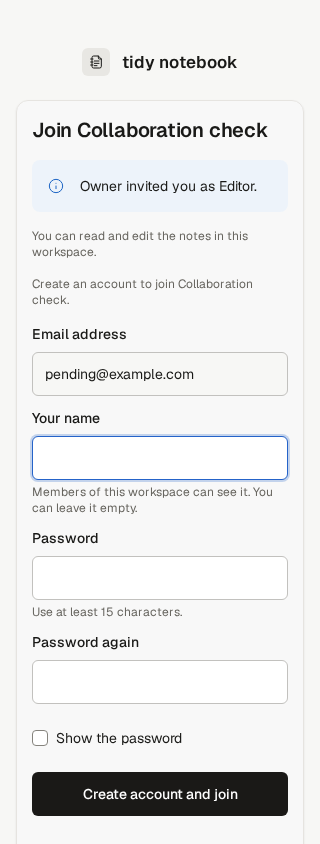 tidy notebook
Join Collaboration check
Owner invited you as Editor.
You can read and edit the notes in this
workspace.
Create an account to join Collaboration
check.
Email address
pending@example.com
Your name
Members of this workspace can see it. You
can leave it empty.
Password
Use at least 15 characters.
Password again
Show the password
Create account and join